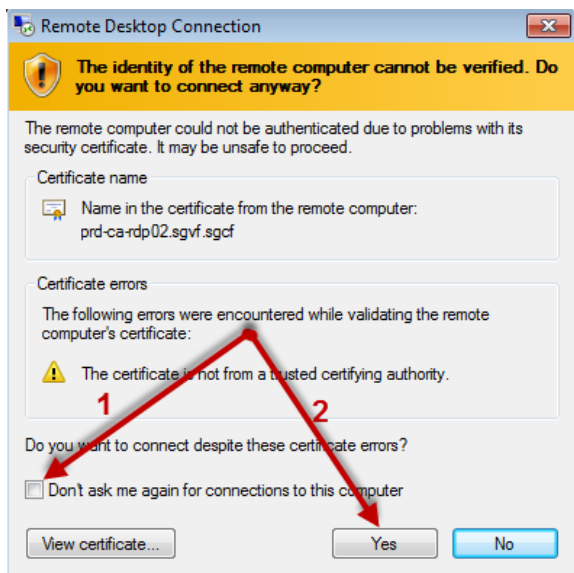 Remote Desktop Connection
The identity of the remote computer cannot be verified. Do
you want to connect anyway?
The remote computer could not be authenticated due to problems with its
security certificate. It may be unsafe to proceed.
Certificate name
Name in the certificate from the remote computer:
prd-ca-rdp02.sgvf.sgcf
Certificate errors
The following errors were encountered while validating the remote
computer's certificate:
The certificate is not from a trusted certifying authority.
1
2
Do you want to connect despite these certificate errors?
Don't ask me again for connections to this computer
View certificate...
Yes
No